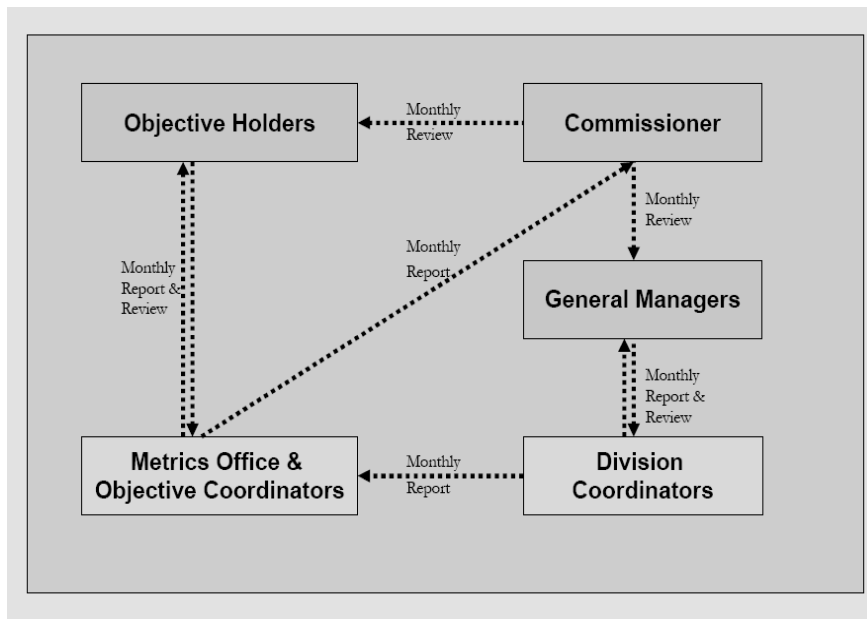 Objective Holders
Monthly
Review
Commissioner
Monthly
Review
Monthly
Report
Monthly
Report &
Review
General Managers
Monthly
Report &
Review
Metrics Office &
Objective Coordinators
Monthly
Report
Division
Coordinators